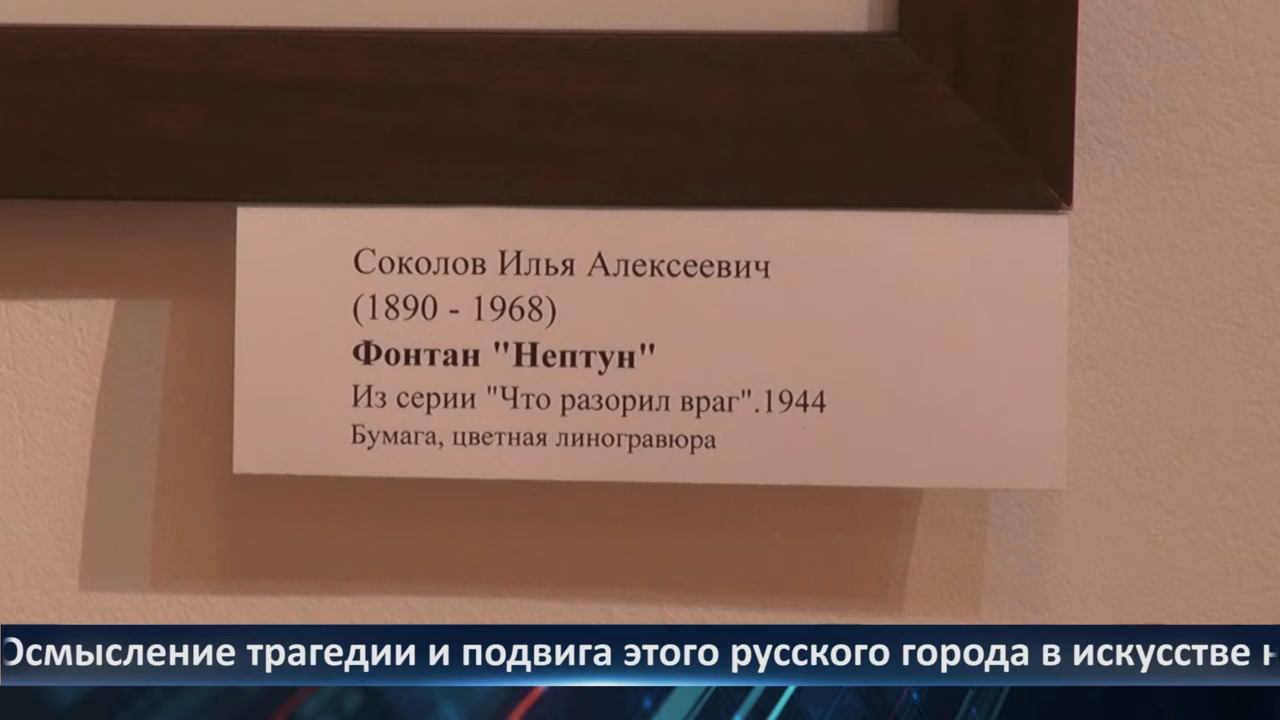 Соколов Илья Алексеевич
(1890 - 1968)
Фонтан "Нептун"
Из серии "Что разорил враг".1944
Бумага, цветная линогравюра
Осмысление трагедии и подвига этого русского города в искусстве